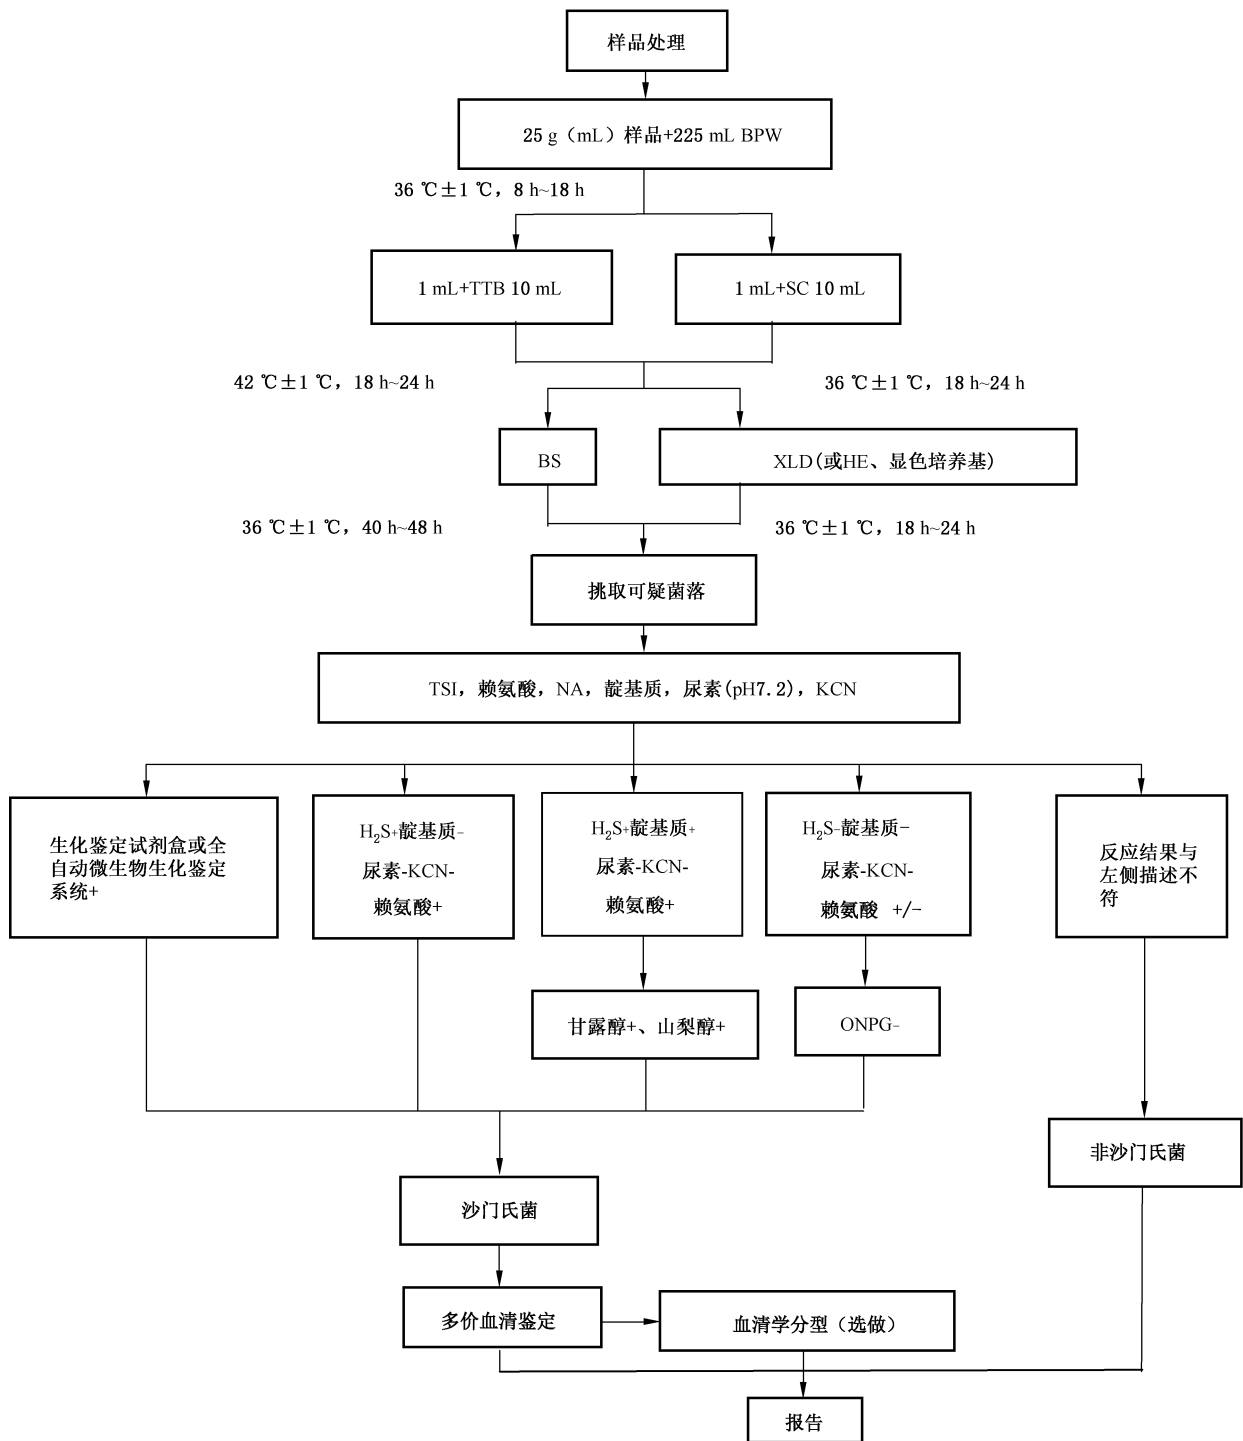 样品处理
25 g（mL）样品+225 mL BPW
36 ℃±1 ℃，8 h~18 h
1 mL+TTB 10 mL
1 mL+SC 10 mL
42 ℃±1 ℃，18 h~24 h
36 ℃±1 ℃，18 h~24 h
BS
XLD(或HE、显色培养基)
36 ℃±1 ℃，40 h~48 h
36 ℃±1 ℃，18 h~24 h
挑取可疑菌落
TSI，赖氨酸，NA，靛基质，尿素(pH7.2)，KCN
生化鉴定试剂盒或全
自动微生物生化鉴定
系统+
H₂S+靛基质-
尿素-KCN-
赖氨酸+
H₂S+靛基质+
尿素-KCN-
赖氨酸+
H₂S-靛基质-
尿素-KCN-
赖氨酸 +/-
反应结果与
左侧描述不
符
甘露醇+、山梨醇+
ONPG-
非沙门氏菌
沙门氏菌
多价血清鉴定
血清学分型（选做）
报告